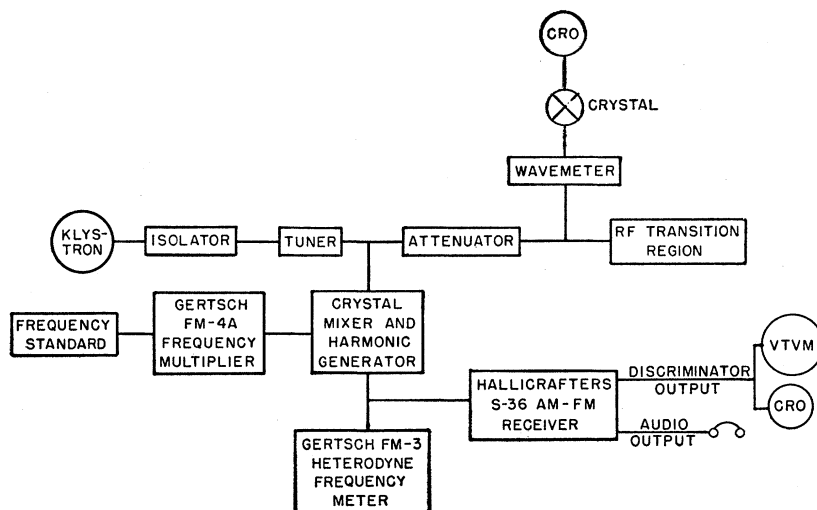 CRO
CRYSTAL
WAVEMETER
KLYS-
TRON
ISOLATOR
TUNER
ATTENUATOR
RF TRANSITION
REGION
FREQUENCY
STANDARD
GERTSCH
FM-4A
FREQUENCY
MULTIPLIER
CRYSTAL
MIXER AND
HARMONIC
GENERATOR
HALLICRAFTERS
S-36 AM-FM
RECEIVER
DISCRIMINATOR
OUTPUT
VTVM
CRO
AUDIO
OUTPUT
GERTSCH FM-3
HETERODYNE
FREQUENCY
METER